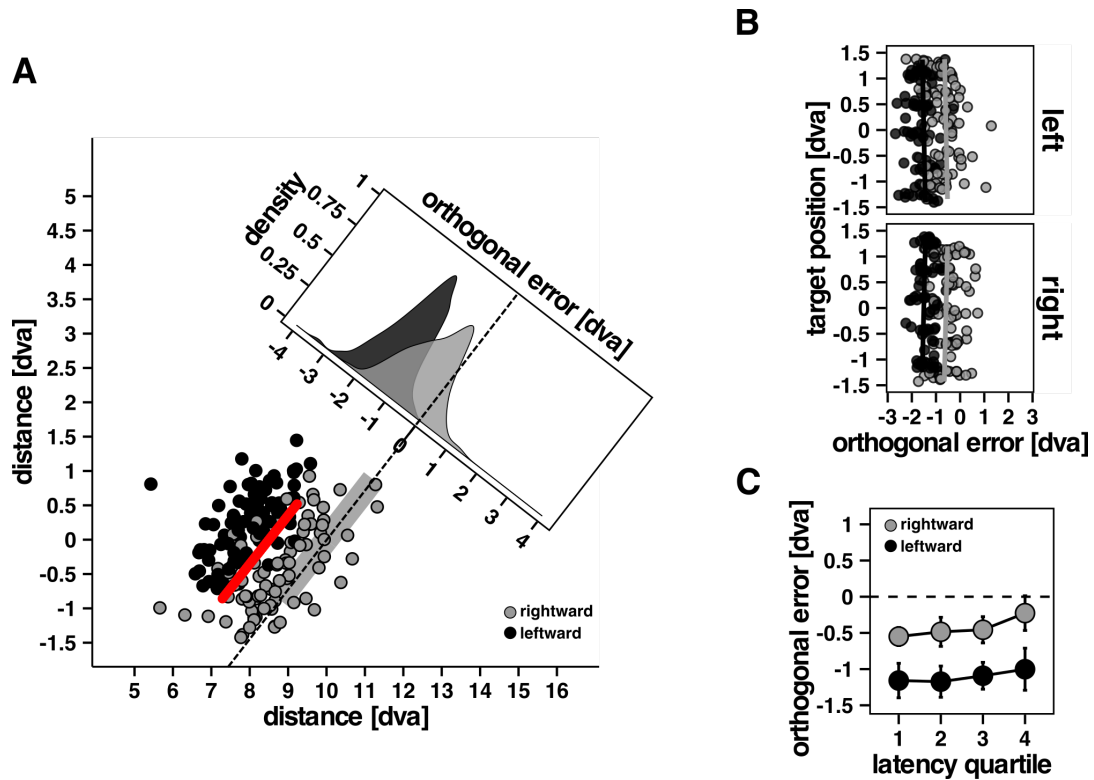 A
density
1
0.75
0.5
0.25
0
orthogonal error [dva]
-4
-3
-2
-1
0
1
2
3
4
distance [dva]
5
4.5
4
3.5
3
2.5
2
1.5
1
0.5
0
-0.5
-1
-1.5
rightward
leftward
5 6 7 8 9 10 11 12 13 14 15 16
distance [dva]
B
target position [dva]
1.5
1
0.5
0
-0.5
-1
-1.5
left
1.5
1
0.5
0
-0.5
-1
-1.5
right
-3 -2 -1 0 1 2 3
orthogonal error [dva]
C
orthogonal error [dva]
1
0
-0.5
-1
-1.5
rightward
leftward
1 2 3 4
latency quartile